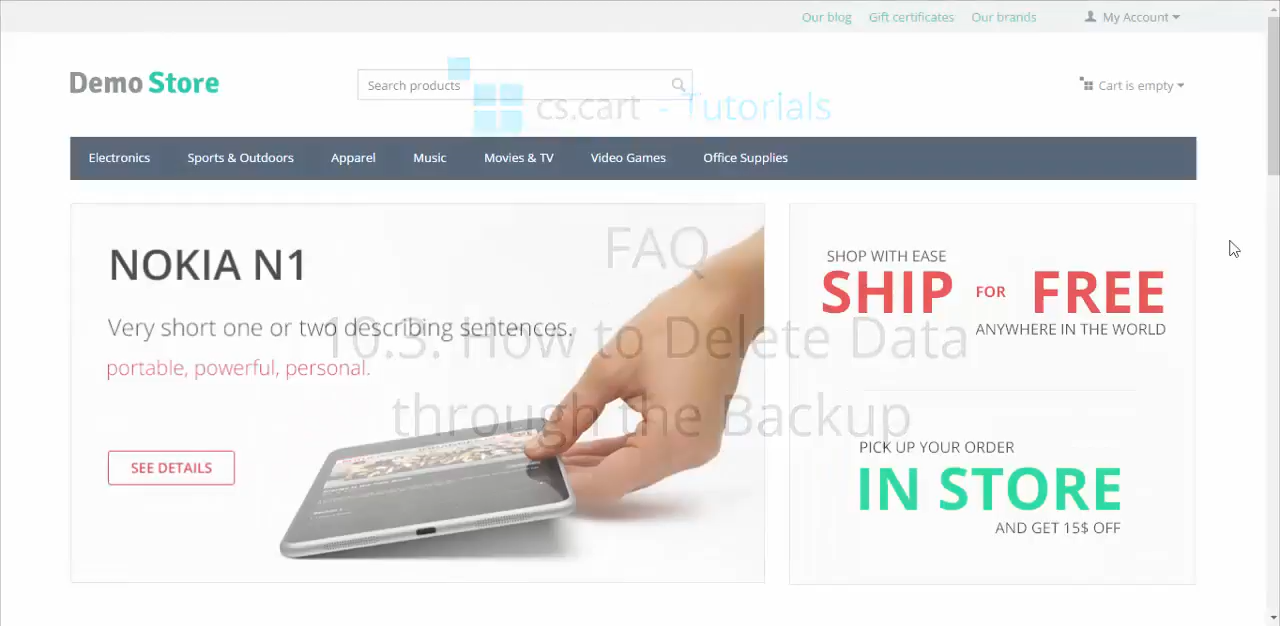 Our blog Gift certificates Our brands My Account
Demo Store
Search products
Cart is empty
cs.cart - Tutorials
Electronics Sports & Outdoors Apparel Music Movies & TV Video Games Office Supplies
FAQ
NOKIA N1
Very short one or two describing sentences.
portable, powerful, personal.
SEE DETAILS
10.3. How to Delete Data
through the Backup
SHOP WITH EASE
SHIP FOR FREE
ANYWHERE IN THE WORLD
PICK UP YOUR ORDER
IN STORE
AND GET 15$ OFF